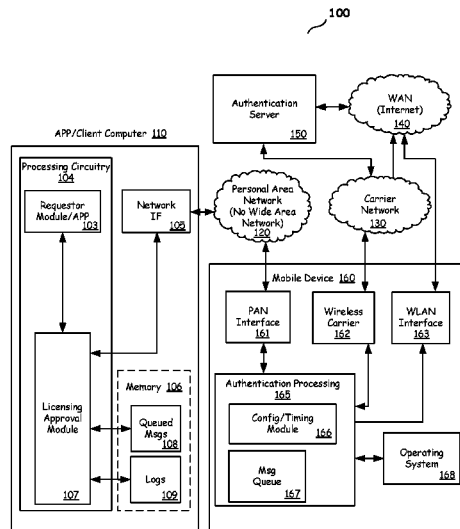 100
Authentication
Server
150
WAN
(Internet)
140
APP/Client Computer 110
Processing Circuitry
104
Requestor
Module/APP
103
Network
IF 105
Personal Area
Network
(No Wide Area
Network)
120
Carrier
Network
130
Mobile Device 160
PAN
Interface
161
Wireless
Carrier
162
WLAN
Interface
163
Licensing
Approval
Module
107
Memory 106
Queued
Msgs
108
Logs
109
Authentication Processing
165
Config/Timing
Module 166
Msg
Queue
167
Operating
System 168